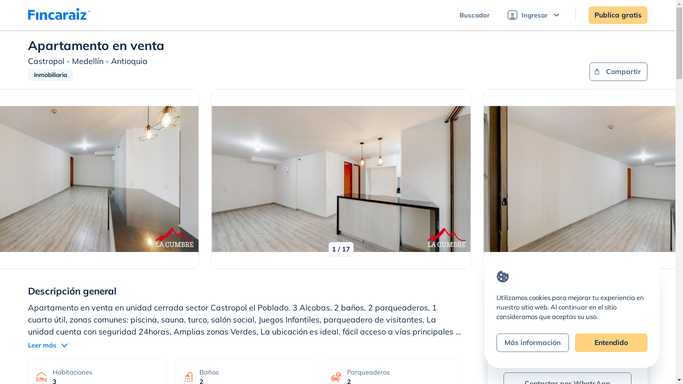 Fincaraiz
Buscador
Ingresar
Publica gratis
Apartamento en venta
Castropol - Medellín - Antioquia
Inmobiliaria
Compartir
LA CUMBRE
1 / 17
LA CUMBRE
Descripción general
Apartamento en venta en unidad cerrada sector Castropol el Poblado. 3 Alcobas, 2 baños, 2 parqueaderos, 1
cuarto útil, zonas comunes: piscina, sauna, turco, salón social, Juegos Infantiles, parqueadero de visitantes, La
unidad cuenta con seguridad 24horas, Amplias zonas Verdes, La ubicación es ideal, fácil acceso a vías principales ...
Leer más
Habitaciones
3
Baños
2
Parqueaderos
2
Utilizamos cookies para mejorar tu experiencia en
nuestro sitio web. Al continuar en el sitio
consideramos que aceptas su uso.
Más información
Entendido
Contactar por WhatsApp